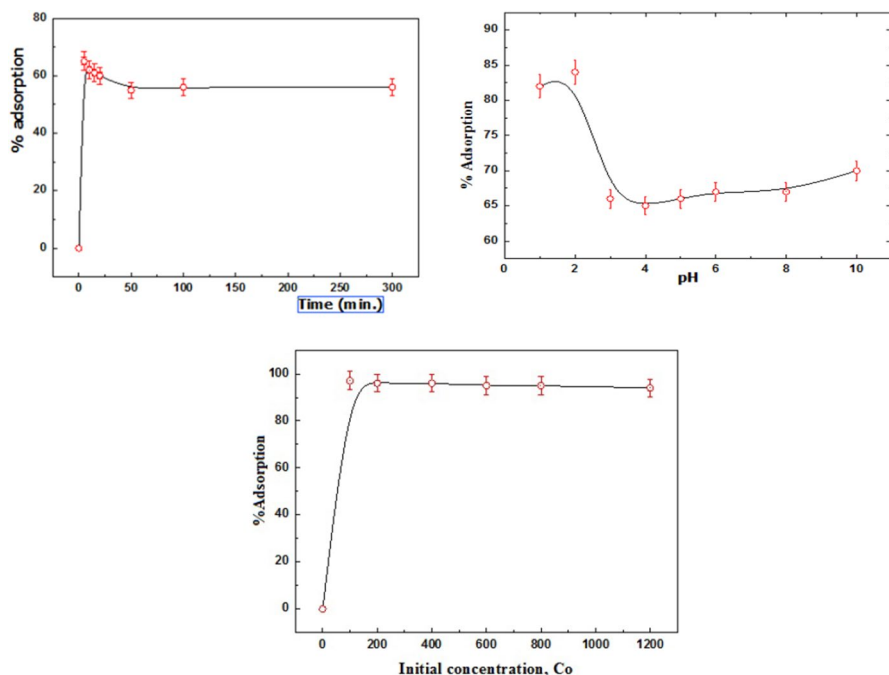 80
60
40
20
0
% adsorption
0 50 100 150 200 250 300
Time (min.)
90
85
80
75
70
65
60
% Adsorption
0 2 4 6 8 10
pH
100
80
60
40
20
0
%Adsorption
0 200 400 600 800 1000 1200
Initial concentration, Co